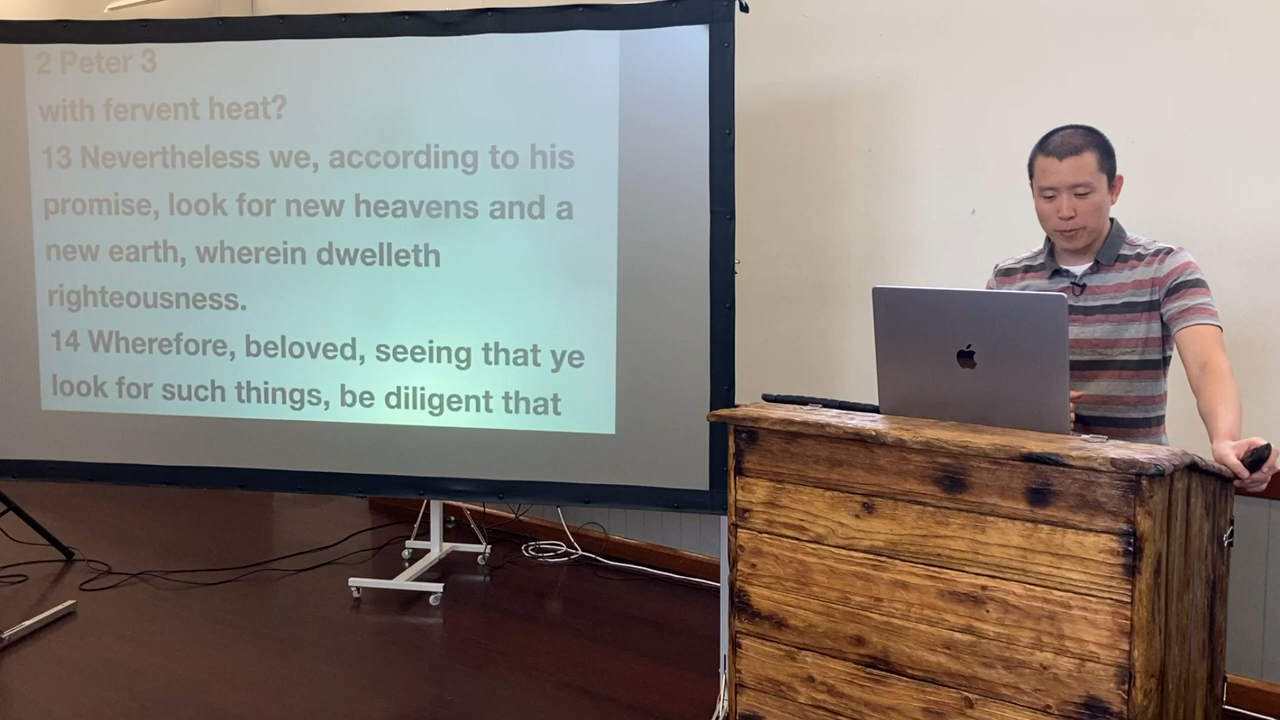 2 Peter 3
with fervent heat?
13 Nevertheless we, according to his
promise, look for new heavens and a
new earth, wherein dwelleth
righteousness.
14 Wherefore, beloved, seeing that ye
look for such things, be diligent that